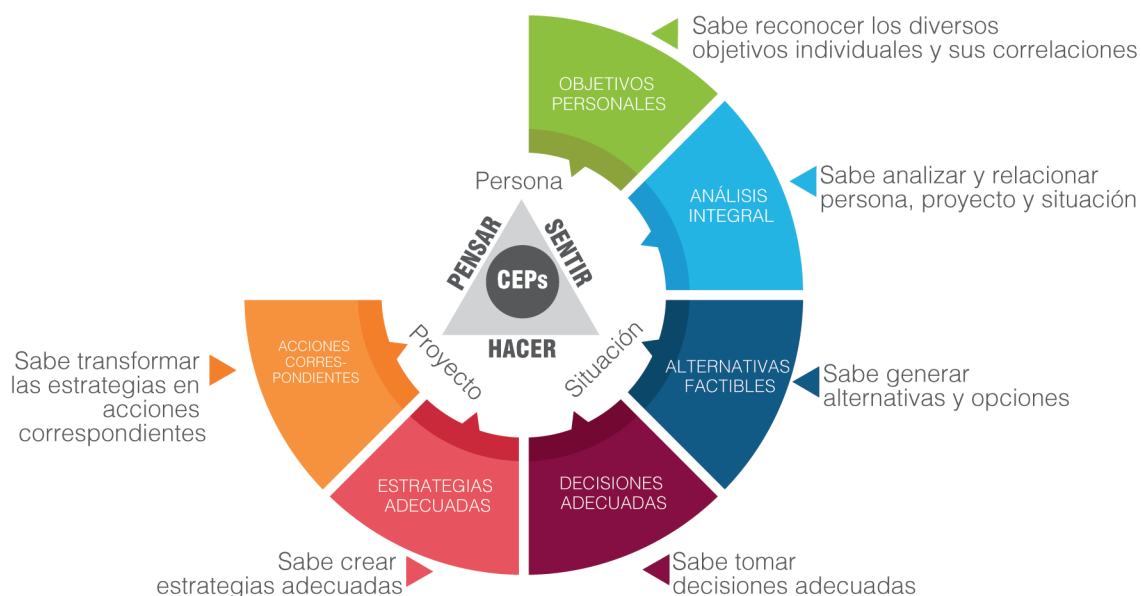 Sabe reconocer los diversos
objetivos individuales y sus correlaciones
OBJETIVOS
PERSONALES
Sabe analizar y relacionar
persona, proyecto y situación
ANÁLISIS
INTEGRAL
Persona
PENSAR
SENTIR
CEPs
HACER
Proyecto
Situación
ALTERNATIVAS
FACTIBLES
Sabe generar
alternativas y opciones
ACCIONES
CORRES-
PONDIENTES
Sabe transformar
las estrategias en
acciones
correspondientes
ESTRATEGIAS
ADECUADAS
DECISIONES
ADECUADAS
Sabe crear
estrategias adecuadas
Sabe tomar
decisiones adecuadas